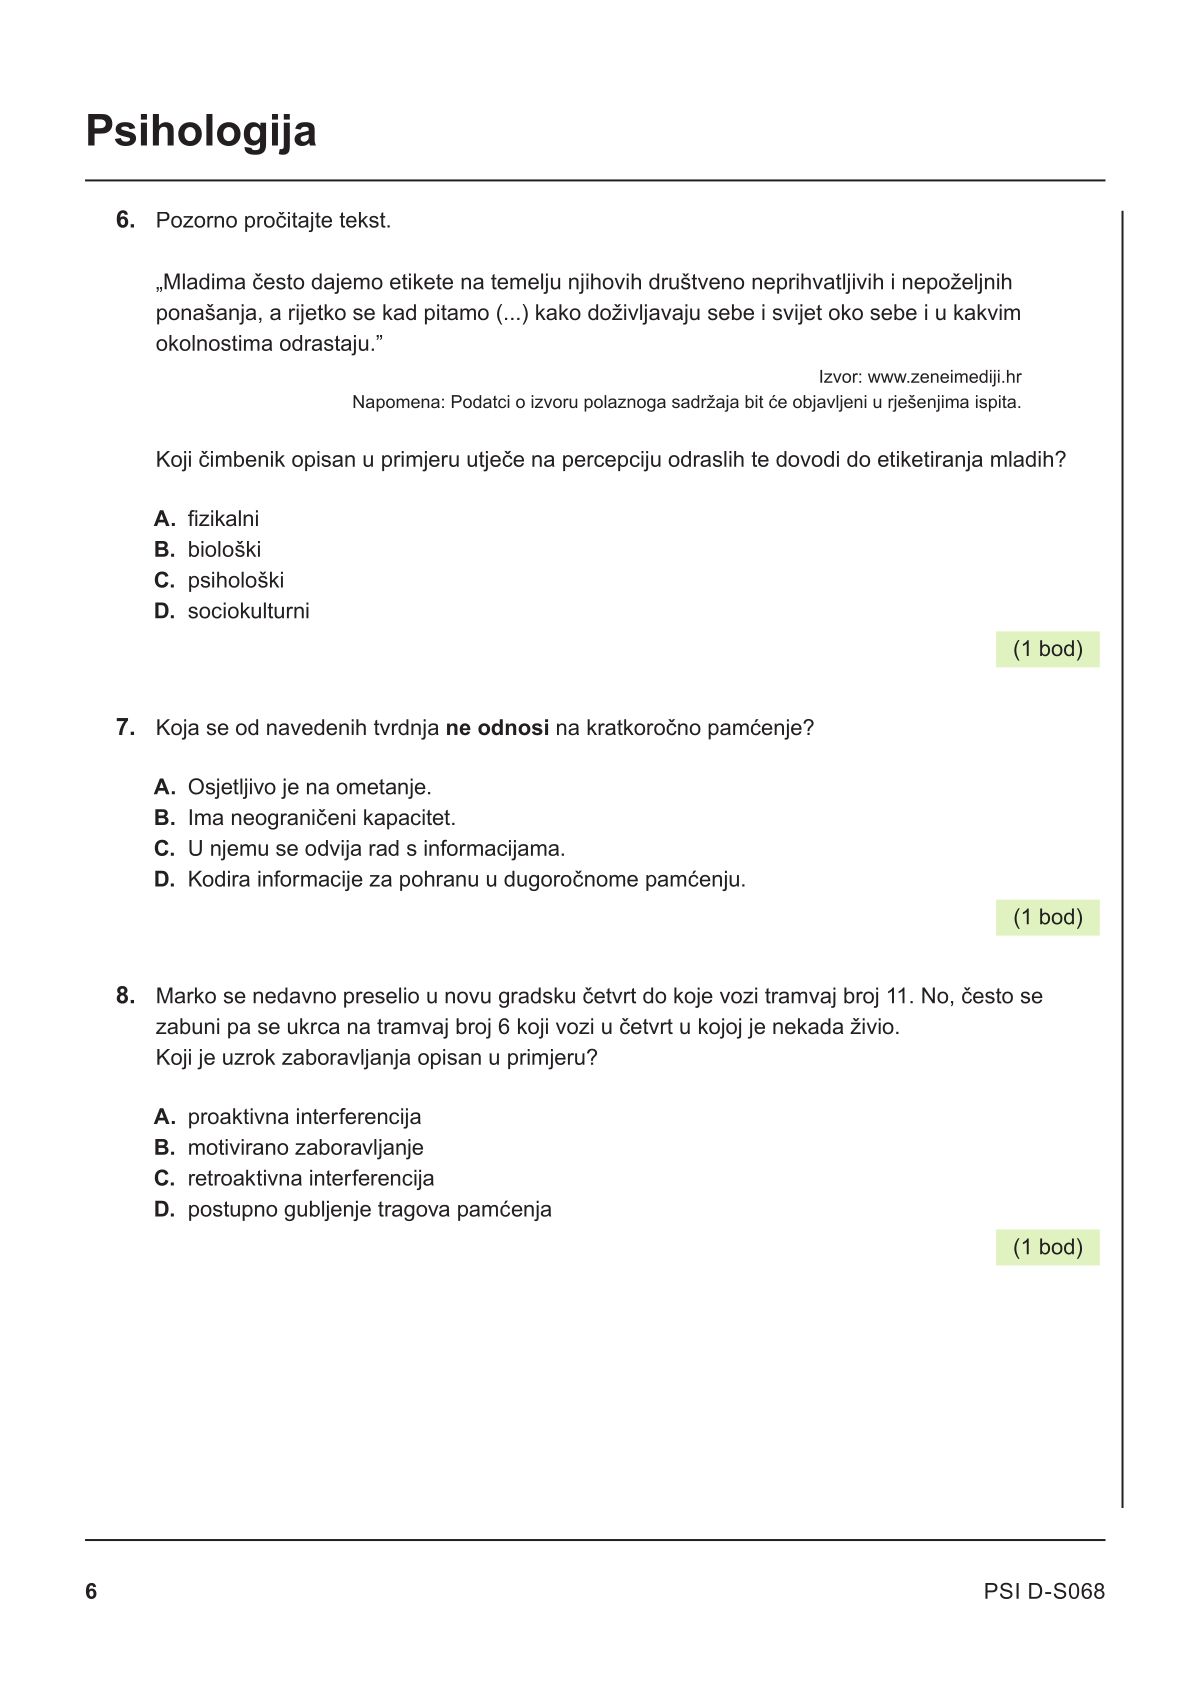 Psihologija
6. Pozorno pročitajte tekst.
„Mladima često dajemo etikete na temelju njihovih društveno neprihvatljivih i nepoželjnih
ponašanja, a rijetko se kad pitamo (...) kako doživljavaju sebe i svijet oko sebe i u kakvim
okolnostima odrastaju.”
Izvor: www.zeneimediji.hr
Napomena: Podatci o izvoru polaznoga sadržaja bit će objavljeni u rješenjima ispita.
Koji čimbenik opisan u primjeru utječe na percepciju odraslih te dovodi do etiketiranja mladih?
A. fizikalni
B. biološki
C. psihološki
D. sociokulturni
(1 bod)
7. Koja se od navedenih tvrdnja ne odnosi na kratkoročno pamćenje?
A. Osjetljivo je na ometanje.
B. Ima neograničeni kapacitet.
C. U njemu se odvija rad s informacijama.
D. Kodira informacije za pohranu u dugoročnome pamćenju.
(1 bod)
8. Marko se nedavno preselio u novu gradsku četvrt do koje vozi tramvaj broj 11. No, često se
zabuni pa se ukrca na tramvaj broj 6 koji vozi u četvrt u kojoj je nekada živio.
Koji je uzrok zaboravljanja opisan u primjeru?
A. proaktivna interferencija
B. motivirano zaboravljanje
C. retroaktivna interferencija
D. postupno gubljenje tragova pamćenja
(1 bod)
6
PSI D-S068